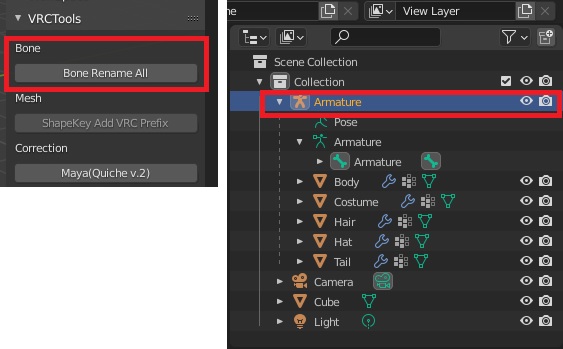 VRCTools
Bone
Bone Rename All
Mesh
ShapeKey Add VRC Prefix
Correction
Maya(Quiche v.2)
View Layer
Scene Collection
Collection
Armature
Pose
Armature
Armature
Body
Costume
Hair
Hat
Tail
Camera
Cube
Light